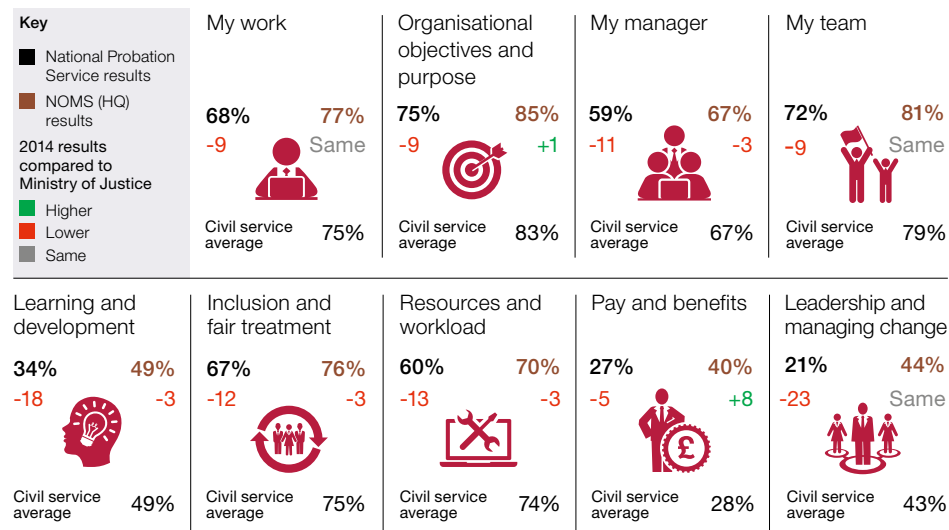 Key
National Probation
Service results
NOMS (HQ)
results
2014 results
compared to
Ministry of Justice
Higher
Lower
Same
My work
68% 77%
-9 Same
Civil service
average 75%
Organisational
objectives and
purpose
75% 85%
-9 +1
Civil service
average 83%
My manager
59% 67%
-11 -3
Civil service
average 67%
My team
72% 81%
-9 Same
Civil service
average 79%
Learning and
development
34% 49%
-18 -3
Civil service
average 49%
Inclusion and
fair treatment
67% 76%
-12 -3
Civil service
average 75%
Resources and
workload
60% 70%
-13 -3
Civil service
average 74%
Pay and benefits
27% 40%
-5 +8
£
Civil service
average 28%
Leadership and
managing change
21% 44%
-23 Same
Civil service
average 43%